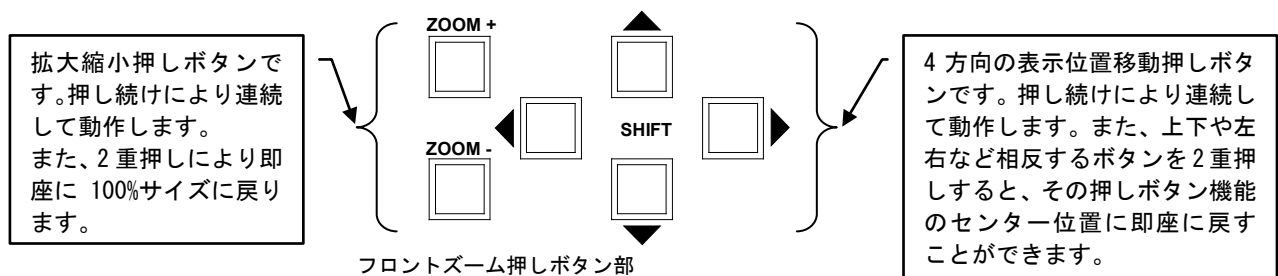 拡大縮小押しボタンで
す。押し続けにより連続
して動作します。
また、2重押しにより即
座に 100%サイズに戻り
ます。
ZOOM +
ZOOM -
SHIFT
フロントズーム押しボタン部
4 方向の表示位置移動押しボタ
ンです。押し続けにより連続し
て動作します。また、上下や左
右など相反するボタンを2重押
しすると、その押しボタン機能
のセンター位置に即座に戻す
ことができます。